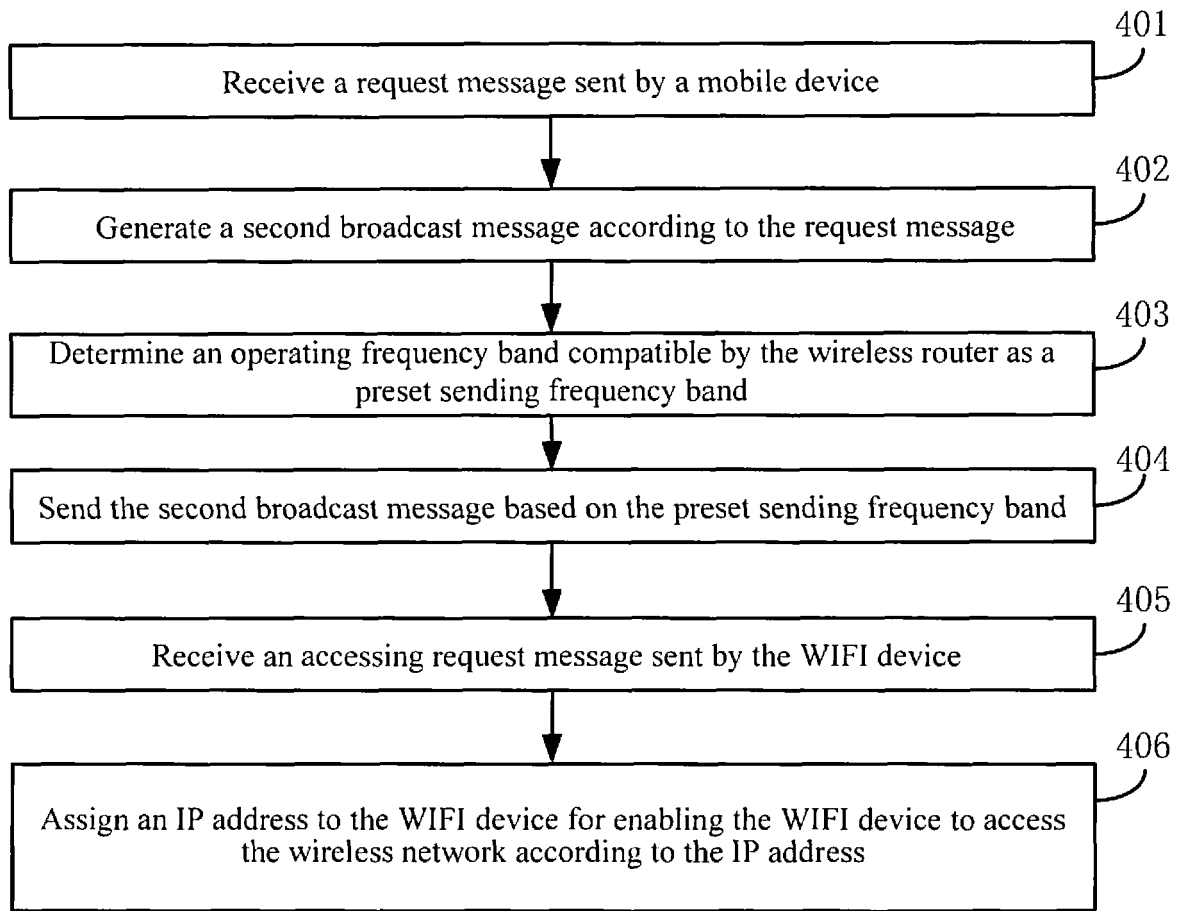 401
Receive a request message sent by a mobile device
402
Generate a second broadcast message according to the request message
403
Determine an operating frequency band compatible by the wireless router as a
preset sending frequency band
404
Send the second broadcast message based on the preset sending frequency band
405
Receive an accessing request message sent by the WIFI device
406
Assign an IP address to the WIFI device for enabling the WIFI device to access
the wireless network according to the IP address